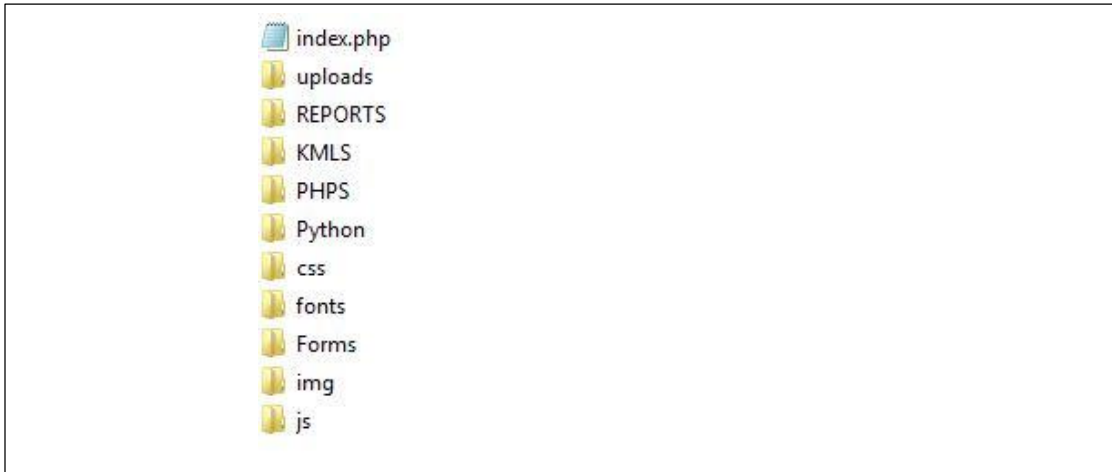 index.php
uploads
REPORTS
KMLS
PHPS
Python
css
fonts
Forms
img
js